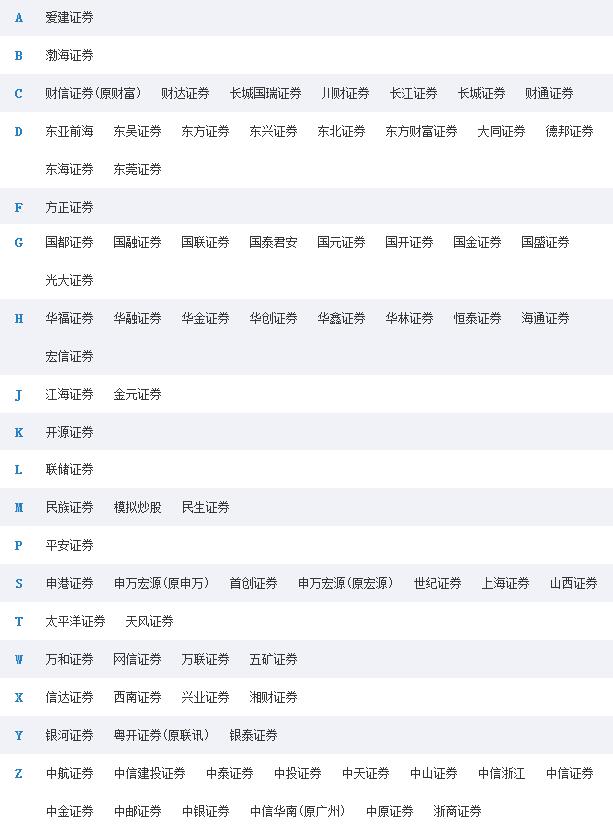 A 爱建证券
B 渤海证券
C 财信证券(原财富) 财达证券 长城国瑞证券 川财证券 长江证券 长城证券 财通证券
D 东亚前海 东吴证券 东方证券 东兴证券 东北证券 东方财富证券 大同证券 德邦证券
东海证券 东莞证券
F 方正证券
G 国都证券 国融证券 国联证券 国泰君安 国元证券 国开证券 国金证券 国盛证券
光大证券
H 华福证券 华融证券 华金证券 华创证券 华鑫证券 华林证券 恒泰证券 海通证券
宏信证券
J 江海证券 金元证券
K 开源证券
L 联储证券
M 民族证券 模拟炒股 民生证券
P 平安证券
S 申港证券 申万宏源(原申万) 首创证券 申万宏源(原宏源) 世纪证券 上海证券 山西证券
T 太平洋证券 天风证券
W 万和证券 网信证券 万联证券 五矿证券
X 信达证券 西南证券 兴业证券 湘财证券
Y 银河证券 粤开证券(原联讯) 银泰证券
Z 中航证券 中信建投证券 中泰证券 中投证券 中天证券 中山证券 中信浙江 中信证券
中金证券 中邮证券 中银证券 中信华南(原广州) 中原证券 浙商证券